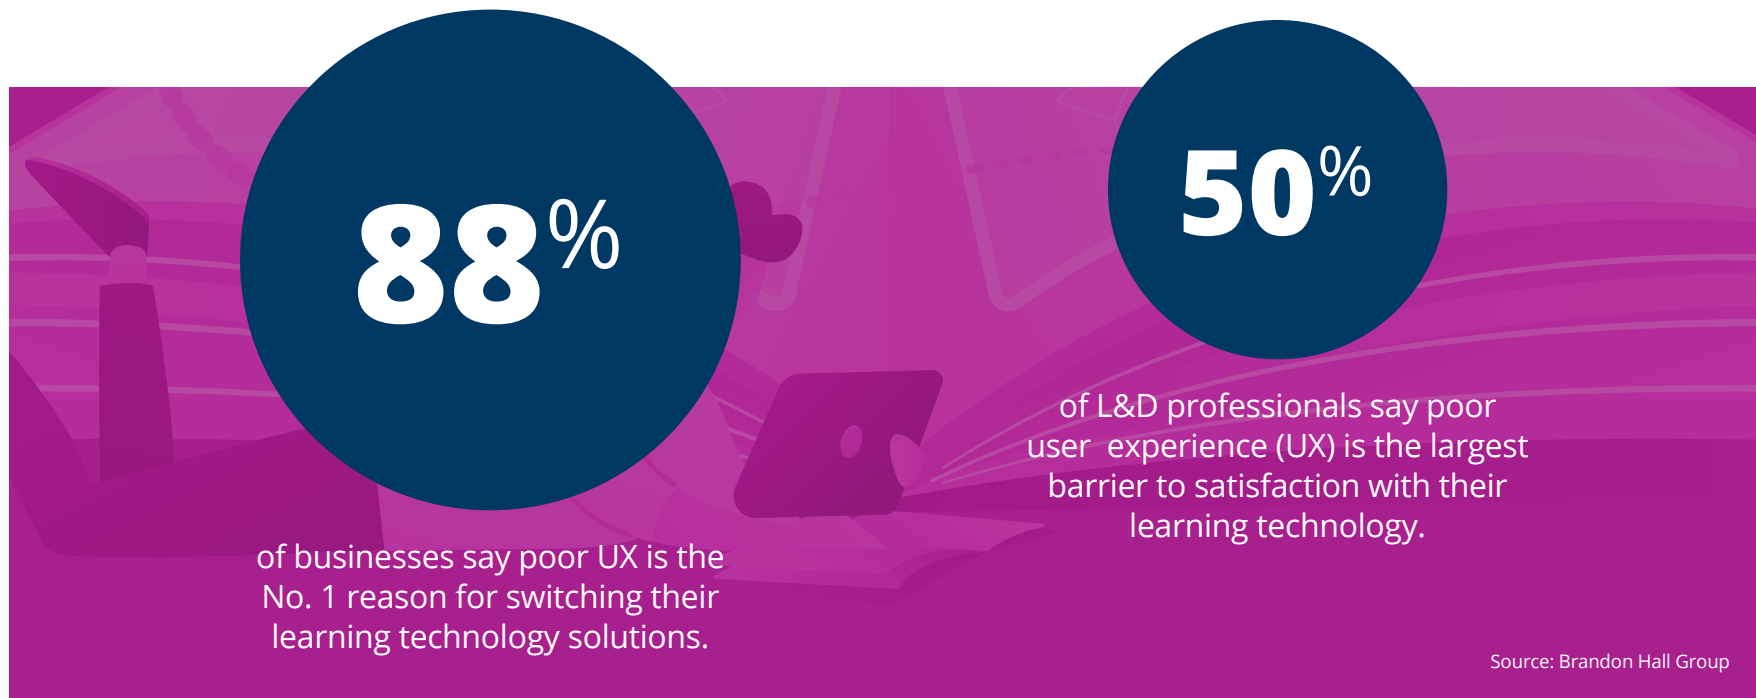 88%
of businesses say poor UX is the
No. 1 reason for switching their
learning technology solutions.
50%
of L&D professionals say poor
user  experience (UX) is the largest
barrier to satisfaction with their
learning technology.
Source: Brandon Hall Group